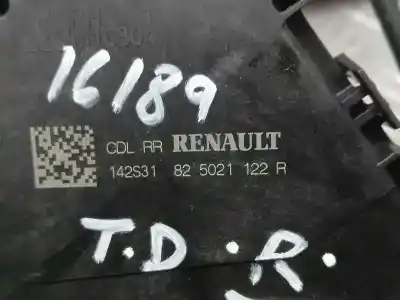 16189
CDL RR RENAULT
142S31 82 5021 122 R
T.D.R.